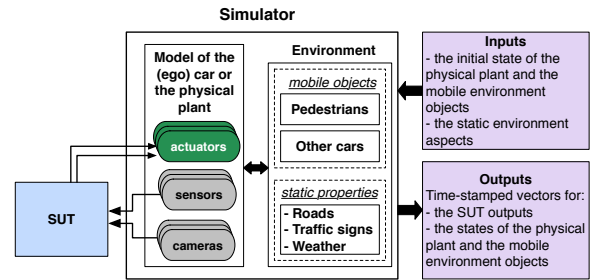 Simulator
Model of the
(ego) car or
the physical
plant
actuators
sensors
cameras
SUT
Environment
mobile objects
Pedestrians
Other cars
static properties
- Roads
- Traffic signs
- Weather
Inputs
- the initial state of the
physical plant and the
mobile environment
objects
- the static environment
aspects
Outputs
Time-stamped vectors for:
- the SUT outputs
- the states of the physical
plant and the mobile
environment objects